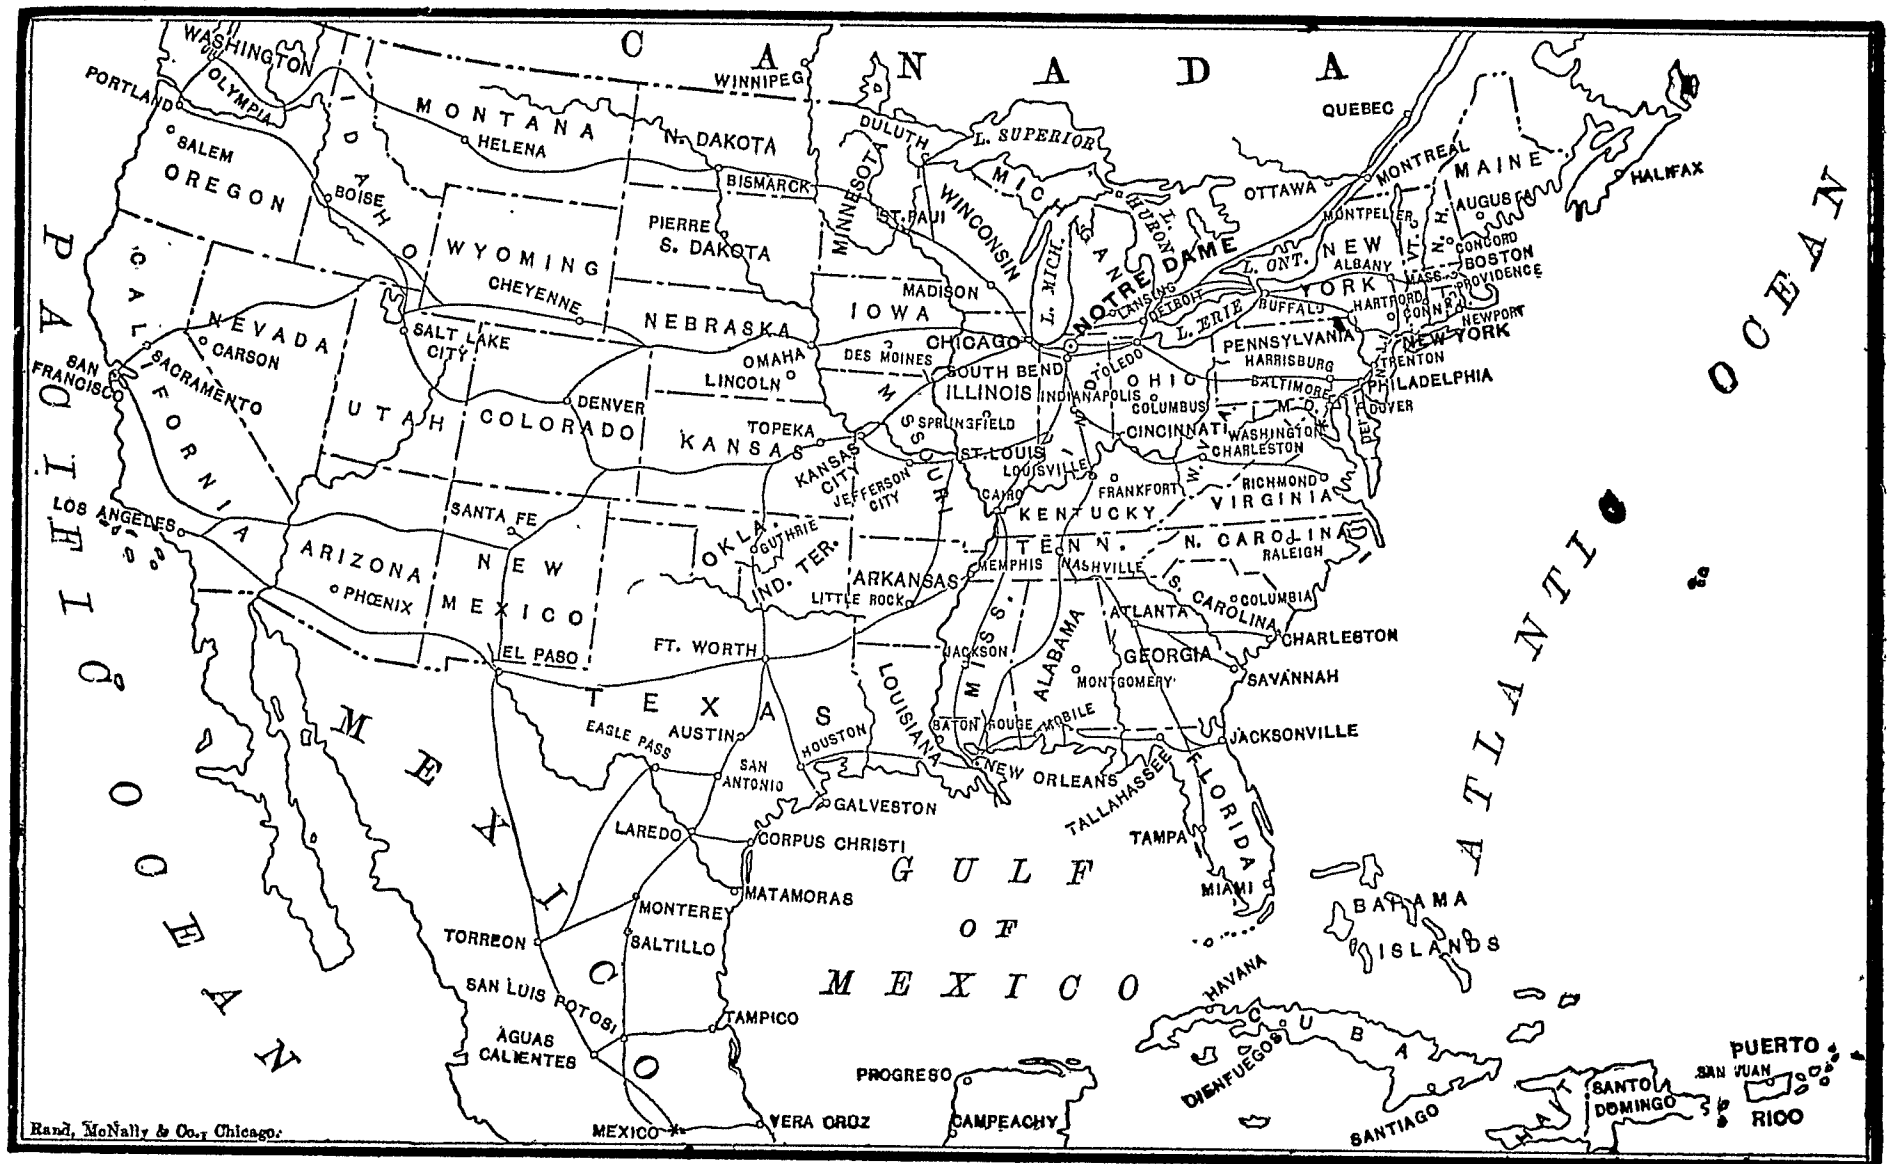 CANADA
WASHINGTON
OLYMPIA
PORTLAND
SALEM
OREGON
IDAHO
BOISE
MONTANA
HELENA
N. DAKOTA
BISMARCK
WINNIPEG
MINNESOTA
DULUTH
ST. PAUL
L. SUPERIOR
WINCONSIN
MICHIGAN
L. MICH.
L. HURON
NOTRE DAME
LANSING
DETROIT
L. ERIE
L. ONT.
OTTAWA
QUEBEC
MONTREAL
MAINE
AUGUSTA
HALIFAX
MONTPELIER
VT.
N. H.
CONCORD
BOSTON
MASS.
PROVIDENCE
NEW YORK
ALBANY
BUFFALO
HARTFORD
CONN.
R. I.
NEWPORT
NEW YORK
PENNSYLVANIA
HARRISBURG
TRENTON
N. J.
PHILADELPHIA
BALTIMORE
DOVER
DEL.
M. D.
WASHINGTON
PIERRE
S. DAKOTA
WYOMING
CHEYENNE
CALIFORNIA
NEVADA
CARSON
SACRAMENTO
SAN FRANCISCO
SALT LAKE CITY
UTAH
COLORADO
DENVER
NEBRASKA
OMAHA
LINCOLN
IOWA
DES MOINES
MADISON
CHICAGO
SOUTH BEND
ILLINOIS
SPRINGFIELD
IND.
INDIANAPOLIS
TOLEDO
OHIO
COLUMBUS
CINCINNATI
W. VA.
CHARLESTON
RICHMOND
VIRGINIA
KANSAS
TOPEKA
KANSAS CITY
JEFFERSON CITY
MISSOURI
ST. LOUIS
LOUISVILLE
FRANKFORT
CAIRO
KENTUCKY
TENN.
MEMPHIS
NASHVILLE
N. CAROLINA
RALEIGH
S. CAROLINA
COLUMBIA
CHARLESTON
LOS ANGELES
ARIZONA
PHŒNIX
SANTA FE
NEW MEXICO
EL PASO
OKLA.
GUTHRIE
IND. TER.
ARKANSAS
LITTLE ROCK
FT. WORTH
TEXAS
AUSTIN
HOUSTON
EAGLE PASS
SAN ANTONIO
GALVESTON
LAREDO
CORPUS CHRISTI
LOUISIANA
BATON ROUGE
NEW ORLEANS
MISS.
JACKSON
ALABAMA
MONTGOMERY
MOBILE
ATLANTA
GEORGIA
SAVANNAH
JACKSONVILLE
TALLAHASSEE
FLORIDA
TAMPA
MIAMI
MEXICO
MATAMORAS
MONTEREY
SALTILLO
TORREON
SAN LUIS POTOSI
TAMPICO
AGUAS CALIENTES
MEXICO
VERA CRUZ
PROGRESO
CAMPEACHY
GULF
OF
MEXICO
BAHAMA
ISLANDS
HAVANA
CUBA
CIENFUEGOS
SANTIAGO
HAYTI
SANTO
DOMINGO
PUERTO
SAN JUAN
RICO
PACIFIC OCEAN
ATLANTIC OCEAN
Rand, McNally & Co., Chicago.